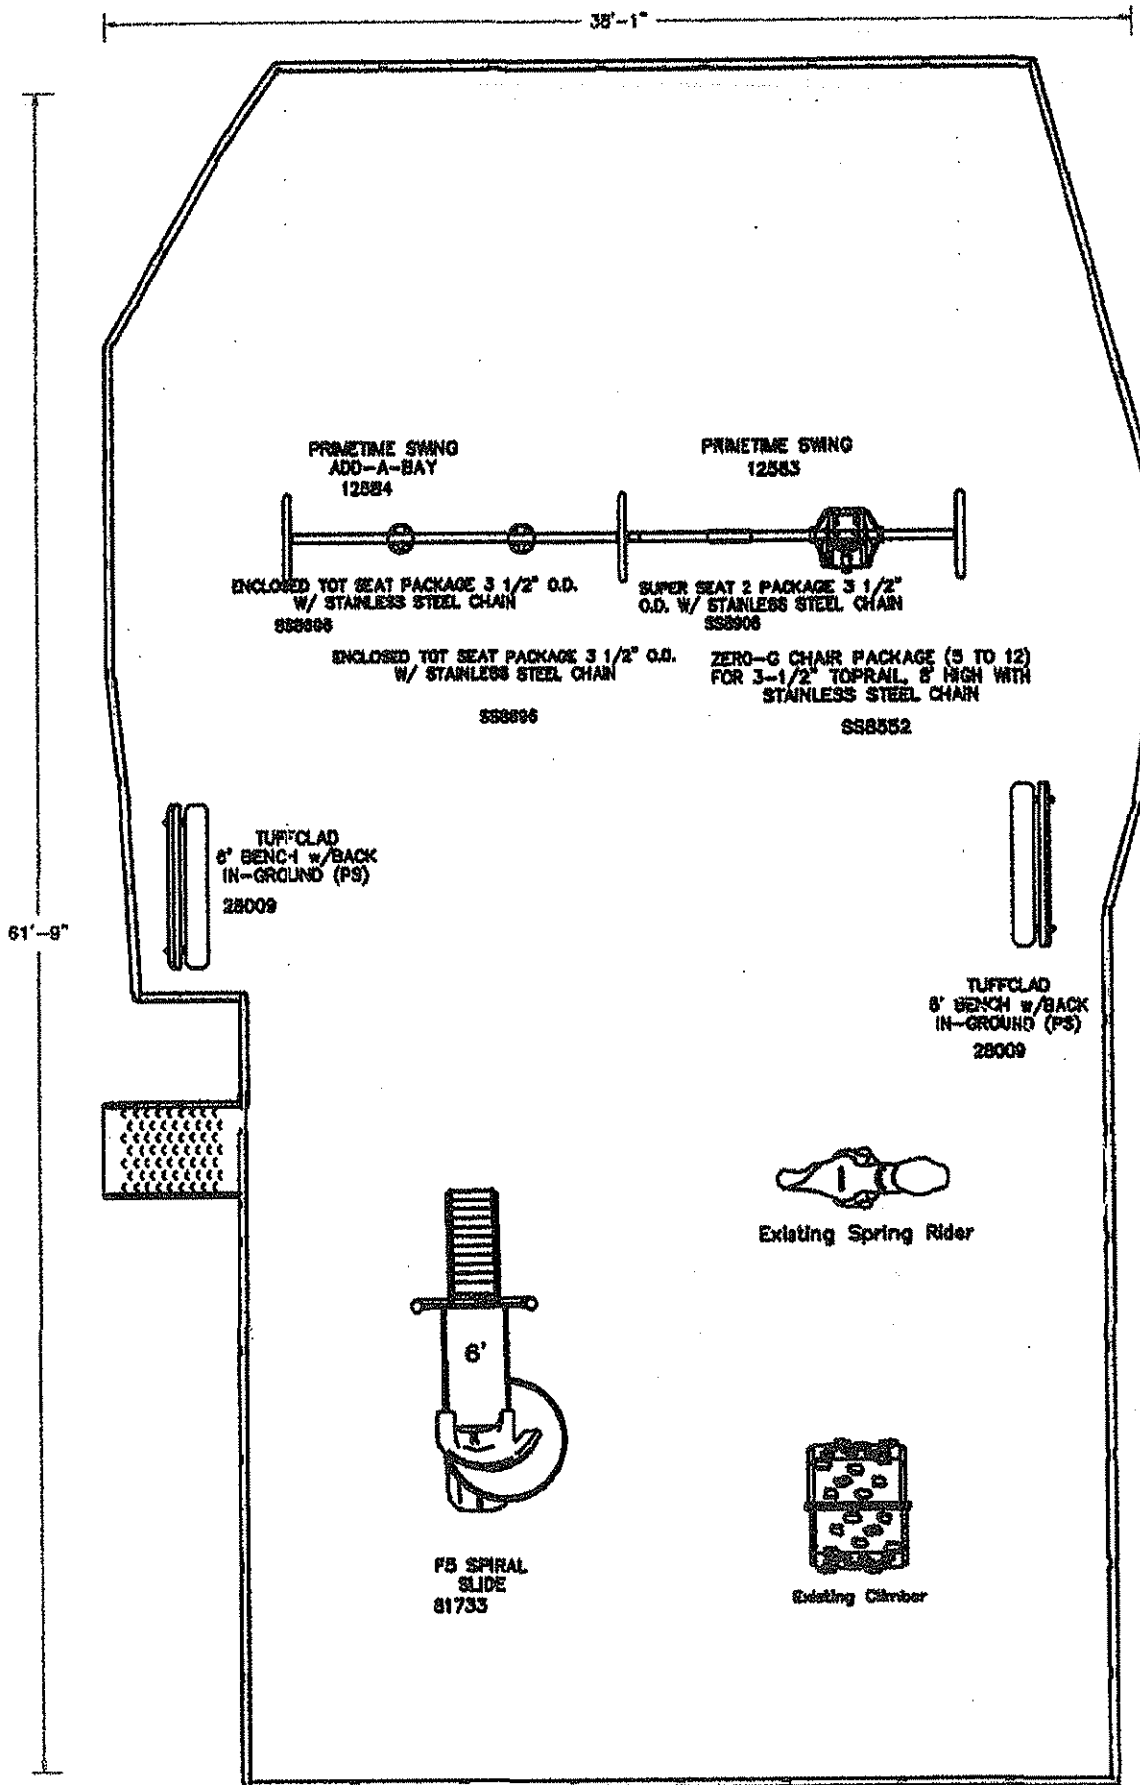 38'-1"
61'-9"
PRIMETIME SWING
ADD-A-BAY
12584
PRIMETIME SWING
12583
ENCLOSED TOT SEAT PACKAGE 3 1/2" O.D.
W/ STAINLESS STEEL CHAIN
SS8696
SUPER SEAT 2 PACKAGE 3 1/2"
O.D. W/ STAINLESS STEEL CHAIN
SS8906
ENCLOSED TOT SEAT PACKAGE 3 1/2" O.D.
W/ STAINLESS STEEL CHAIN
SS8696
ZERO-G CHAIR PACKAGE (5 TO 12)
FOR 3-1/2" TOPRAIL, 8' HIGH WITH
STAINLESS STEEL CHAIN
SS8552
TUFFCLAD
6' BENCH w/BACK
IN-GROUND (PS)
28009
TUFFCLAD
6' BENCH w/BACK
IN-GROUND (PS)
28009
Existing Spring Rider
6'
F5 SPIRAL
SLIDE
81733
Existing Climber